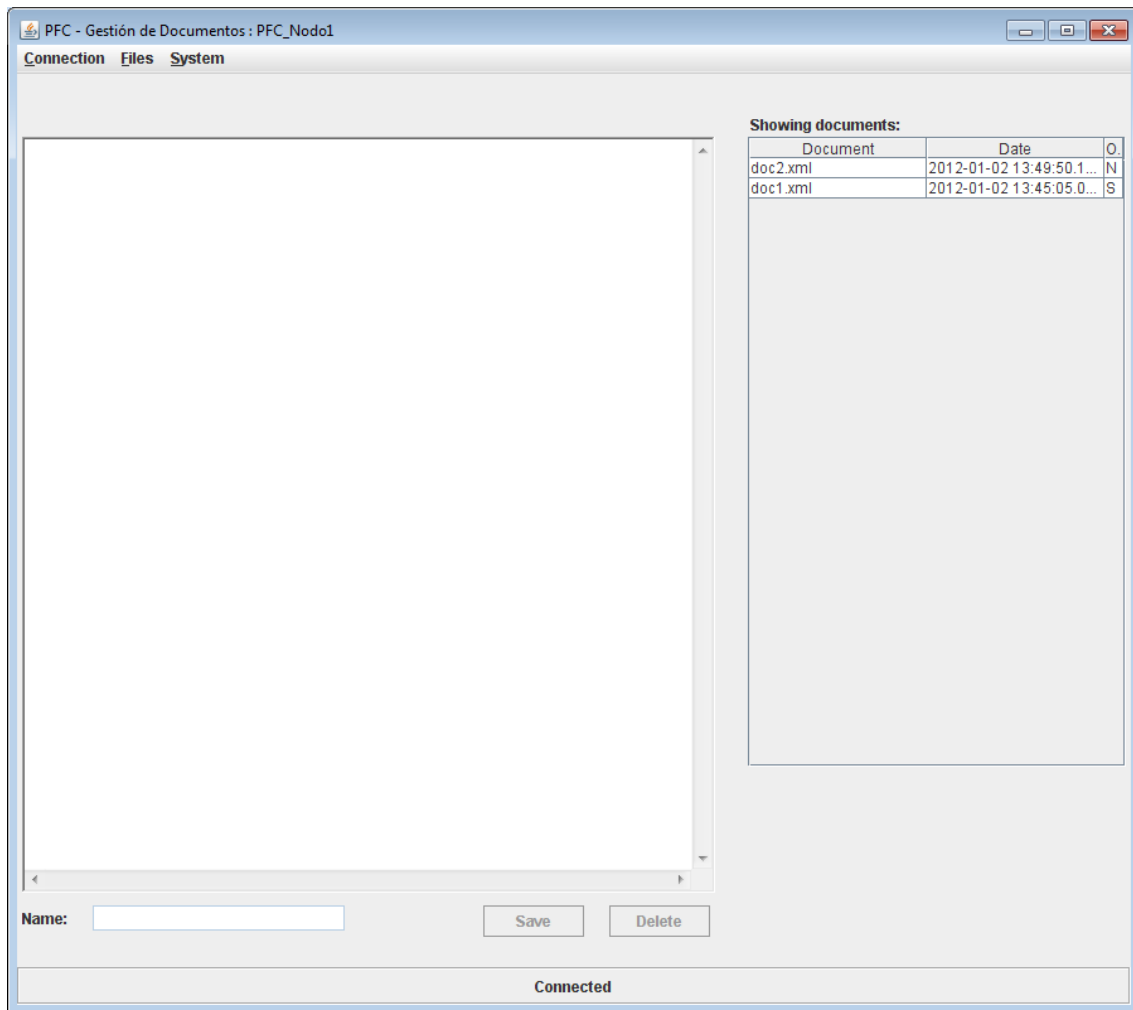 PFC - Gestión de Documentos : PFC_Nodo1
Connection Files System
Showing documents:
Document Date O.
doc2.xml 2012-01-02 13:49:50.1... N
doc1.xml 2012-01-02 13:45:05.0... S
Name: Save Delete
Connected